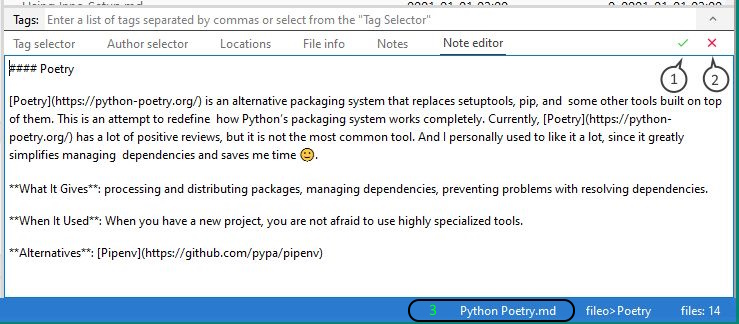 Tags: Enter a list of tags separated by commas or select from the "Tag Selector"
Tag selector Author selector Locations File info Notes Note editor
1 2
#### Poetry
[Poetry](https://python-poetry.org/) is an alternative packaging system that replaces setuptools, pip, and  some other tools built on top
of them. This is an attempt to redefine  how Python's packaging system works completely. Currently, [Poetry](https://python-
poetry.org/) has a lot of positive reviews, but it is not the most common tool. And I personally used to like it a lot, since it greatly
simplifies managing  dependencies and saves me time 🙂.
**What It Gives**: processing and distributing packages, managing dependencies, preventing problems with resolving dependencies.
**When It Used**: When you have a new project, you are not afraid to use highly specialized tools.
**Alternatives**: [Pipenv](https://github.com/pypa/pipenv)
3 Python Poetry.md fileo>Poetry files: 14